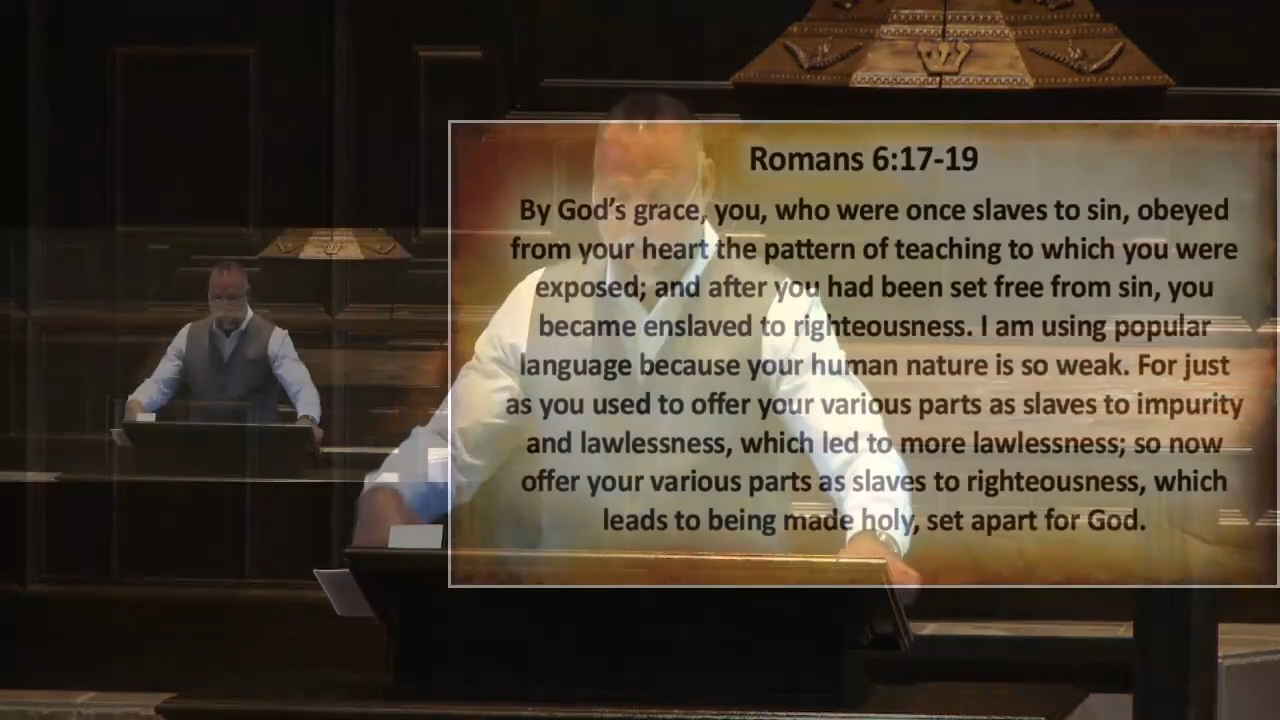 Romans 6:17-19
By God's grace, you, who were once slaves to sin, obeyed
from your heart the pattern of teaching to which you were
exposed; and after you had been set free from sin, you
became enslaved to righteousness. I am using popular
language because your human nature is so weak. For just
as you used to offer your various parts as slaves to impurity
and lawlessness, which led to more lawlessness; so now
offer your various parts as slaves to righteousness, which
leads to being made holy, set apart for God.